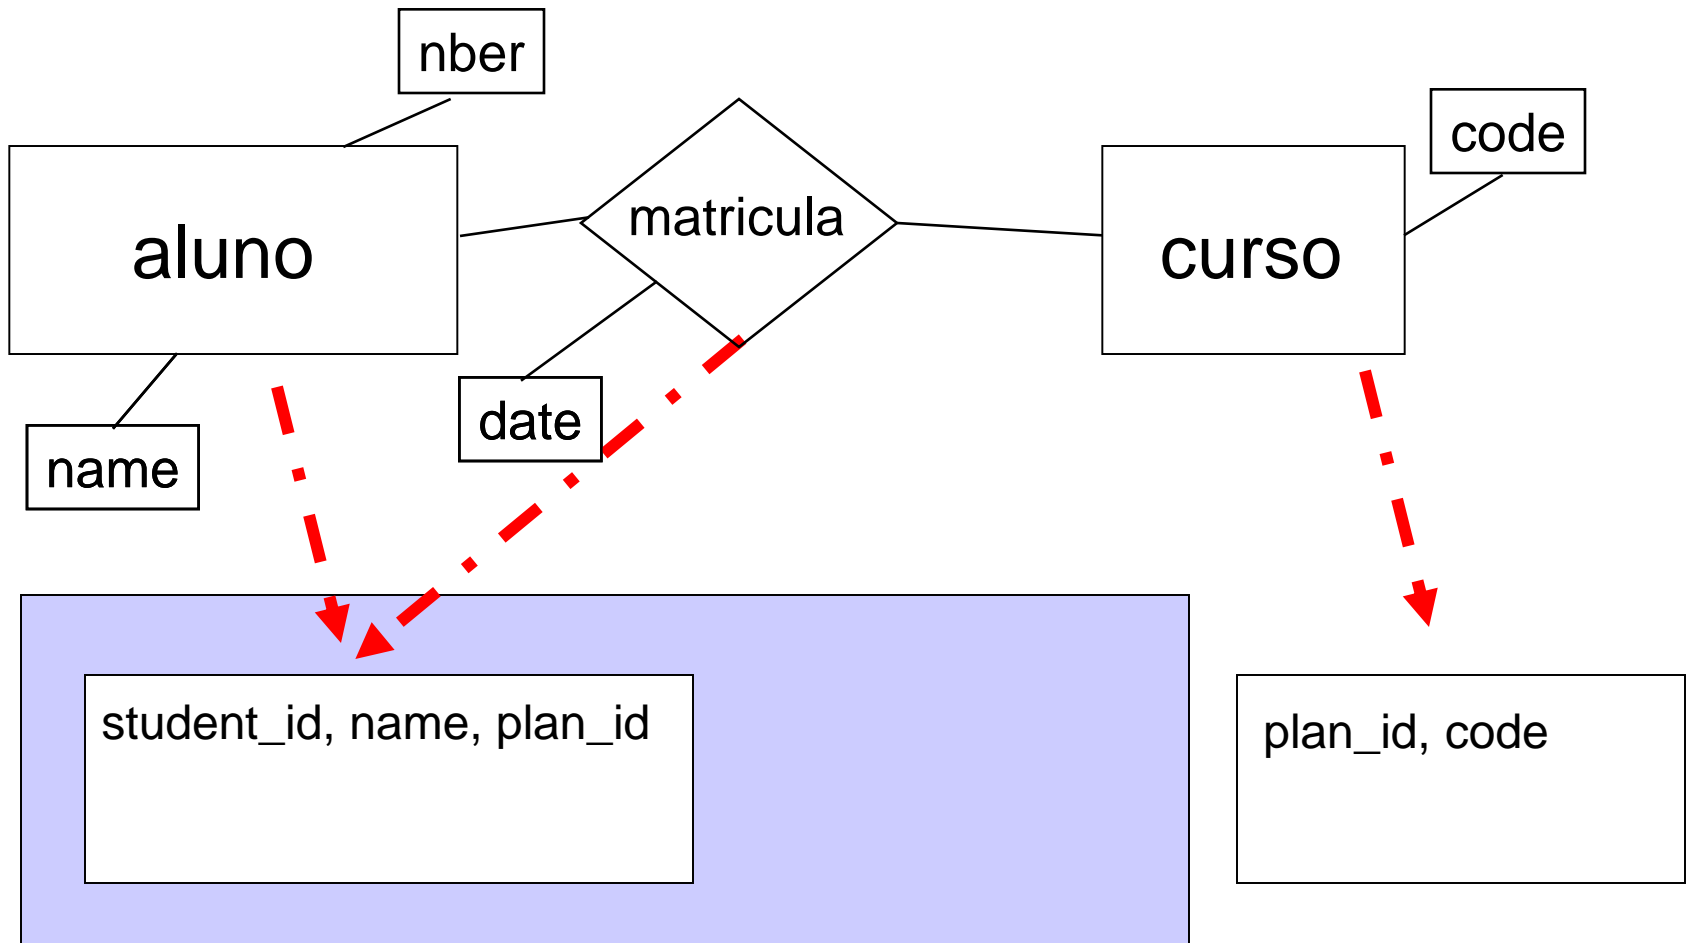 nber
code
matricula
aluno
curso
date
name
student_id, name, plan_id
plan_id, code